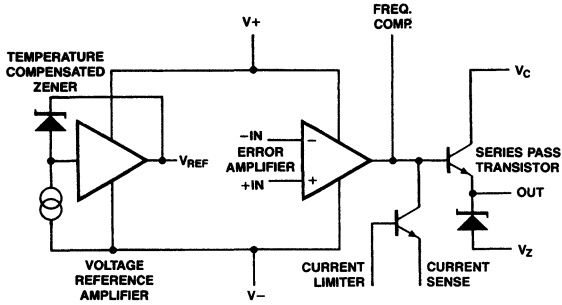 FREQ.
COMP.
V+
TEMPERATURE
COMPENSATED
ZENER
VC
–IN
–
ERROR
AMPLIFIER
SERIES PASS
TRANSISTOR
VREF
+IN
+
OUT
VOLTAGE
REFERENCE
AMPLIFIER
V–
CURRENT
LIMITER
CURRENT
SENSE
VZ